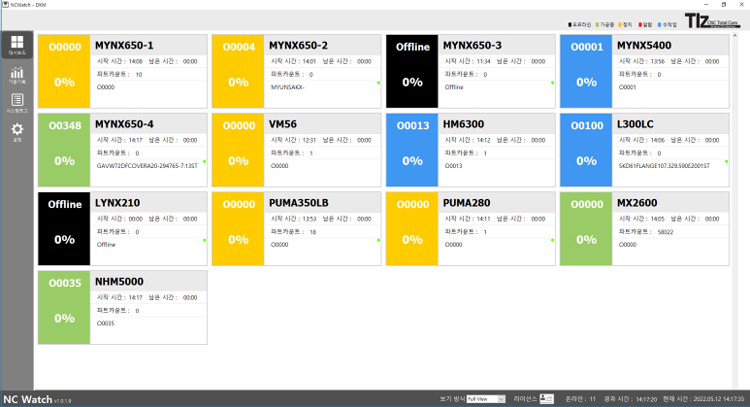 NCWatch - DKM
오프라인 가공중 정지 알람 수작업
TIZ CNC Total Care
대시보드
설정
O0000 MYNX650-1
시작 시간 : 14:06 남은 시간 : 00:00
파트카운트 : 10
0% O0000
O0004 MYNX650-2
시작 시간 : 14:01 남은 시간 : 00:00
파트카운트 : 0
0% MYUNSAKX-
Offline MYNX650-3
시작 시간 : 11:34 남은 시간 : 00:00
파트카운트 : 0
0% Offline
O0001 MYNX5400
시작 시간 : 13:56 남은 시간 : 00:00
파트카운트 : 0
0% O0001
O0348 MYNX650-4
시작 시간 : 14:17 남은 시간 : 00:00
파트카운트 : 0
0% GAVW72DFCOVERA20-294765-7.13ST
O0000 VM56
시작 시간 : 12:31 남은 시간 : 00:00
파트카운트 : 1
0% O0000
O0013 HM6300
시작 시간 : 14:12 남은 시간 : 00:00
파트카운트 : 1
0% O0013
O0100 L300LC
시작 시간 : 14:06 남은 시간 : 00:00
파트카운트 : 0
0% SKD61FLANGE107.329.590E2001ST
Offline LYNX210
시작 시간 : 00:00 남은 시간 : 00:00
파트카운트 : 0
0% Offline
O0000 PUMA350LB
시작 시간 : 13:53 남은 시간 : 00:00
파트카운트 : 18
0% O0000
O0000 PUMA280
시작 시간 : 14:11 남은 시간 : 00:00
파트카운트 : 1
0% O0000
O0000 MX2600
시작 시간 : 14:05 남은 시간 : 00:00
파트카운트 : 58022
0% O0000
O0035 NHM5000
시작 시간 : 14:17 남은 시간 : 00:00
파트카운트 : 0
0% O0035
NC Watch v1.0.1.8 보기 방식 Full View 라이선스 온라인 : 11 경과 시간 : 14:17:20 현재 시간 : 2022.05.12 14:17:35